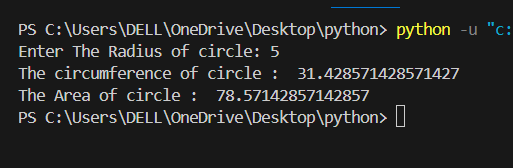 PS C:\Users\DELL\OneDrive\Desktop\python> python -u "c:
Enter The Radius of circle: 5
The circumference of circle :  31.428571428571427
The Area of circle :  78.57142857142857
PS C:\Users\DELL\OneDrive\Desktop\python>